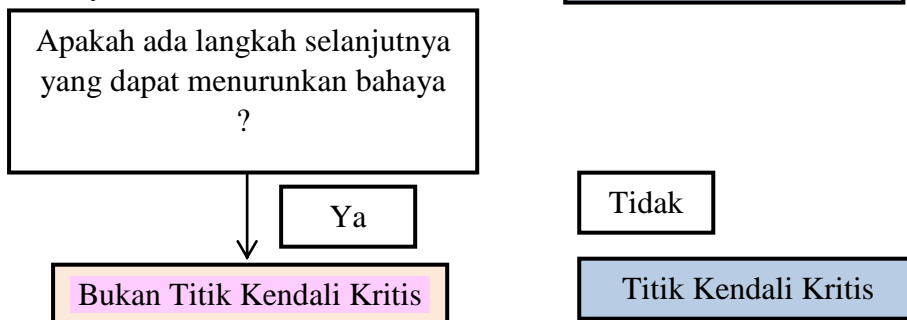 Apakah ada langkah selanjutnya
yang dapat menurunkan bahaya
?
Ya
Tidak
Bukan Titik Kendali Kritis
Titik Kendali Kritis